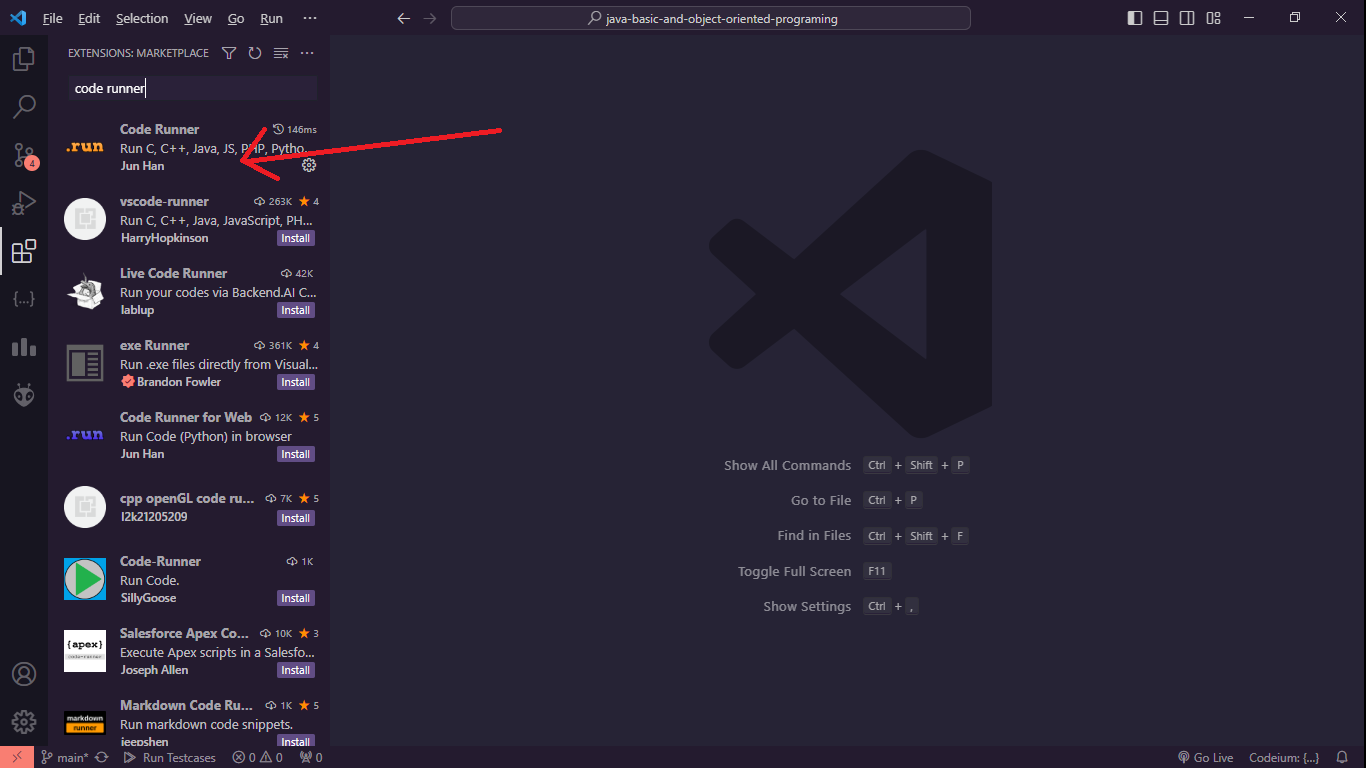 File Edit Selection View Go Run ···
java-basic-and-object-oriented-programing
EXTENSIONS: MARKETPLACE
code runner
.run
Code Runner 146ms
Run C, C++, Java, JS, PHP, Pytho...
Jun Han
vscode-runner 263K ★ 4
Run C, C++, Java, JavaScript, PH...
HarryHopkinson Install
Live Code Runner 42K
Run your codes via Backend.AI C...
lablup Install
exe Runner 361K ★ 4
Run .exe files directly from Visual...
Brandon Fowler Install
.run
Code Runner for Web 12K ★ 5
Run Code (Python) in browser
Jun Han Install
cpp openGL code ru... 7K ★ 5
l2k21205209 Install
Code-Runner 1K
Run Code.
SillyGoose Install
{apex}
code-runner
Salesforce Apex Co... 10K ★ 3
Execute Apex scripts in a Salesfo...
Joseph Allen Install
markdown
runner
Markdown Code Ru... 1K ★ 5
Run markdown code snippets.
jeepshen Install
Show All Commands Ctrl + Shift + P
Go to File Ctrl + P
Find in Files Ctrl + Shift + F
Toggle Full Screen F11
Show Settings Ctrl + ,
4
{...}
main* Run Testcases 0 0 0
Go Live Codeium: {...}